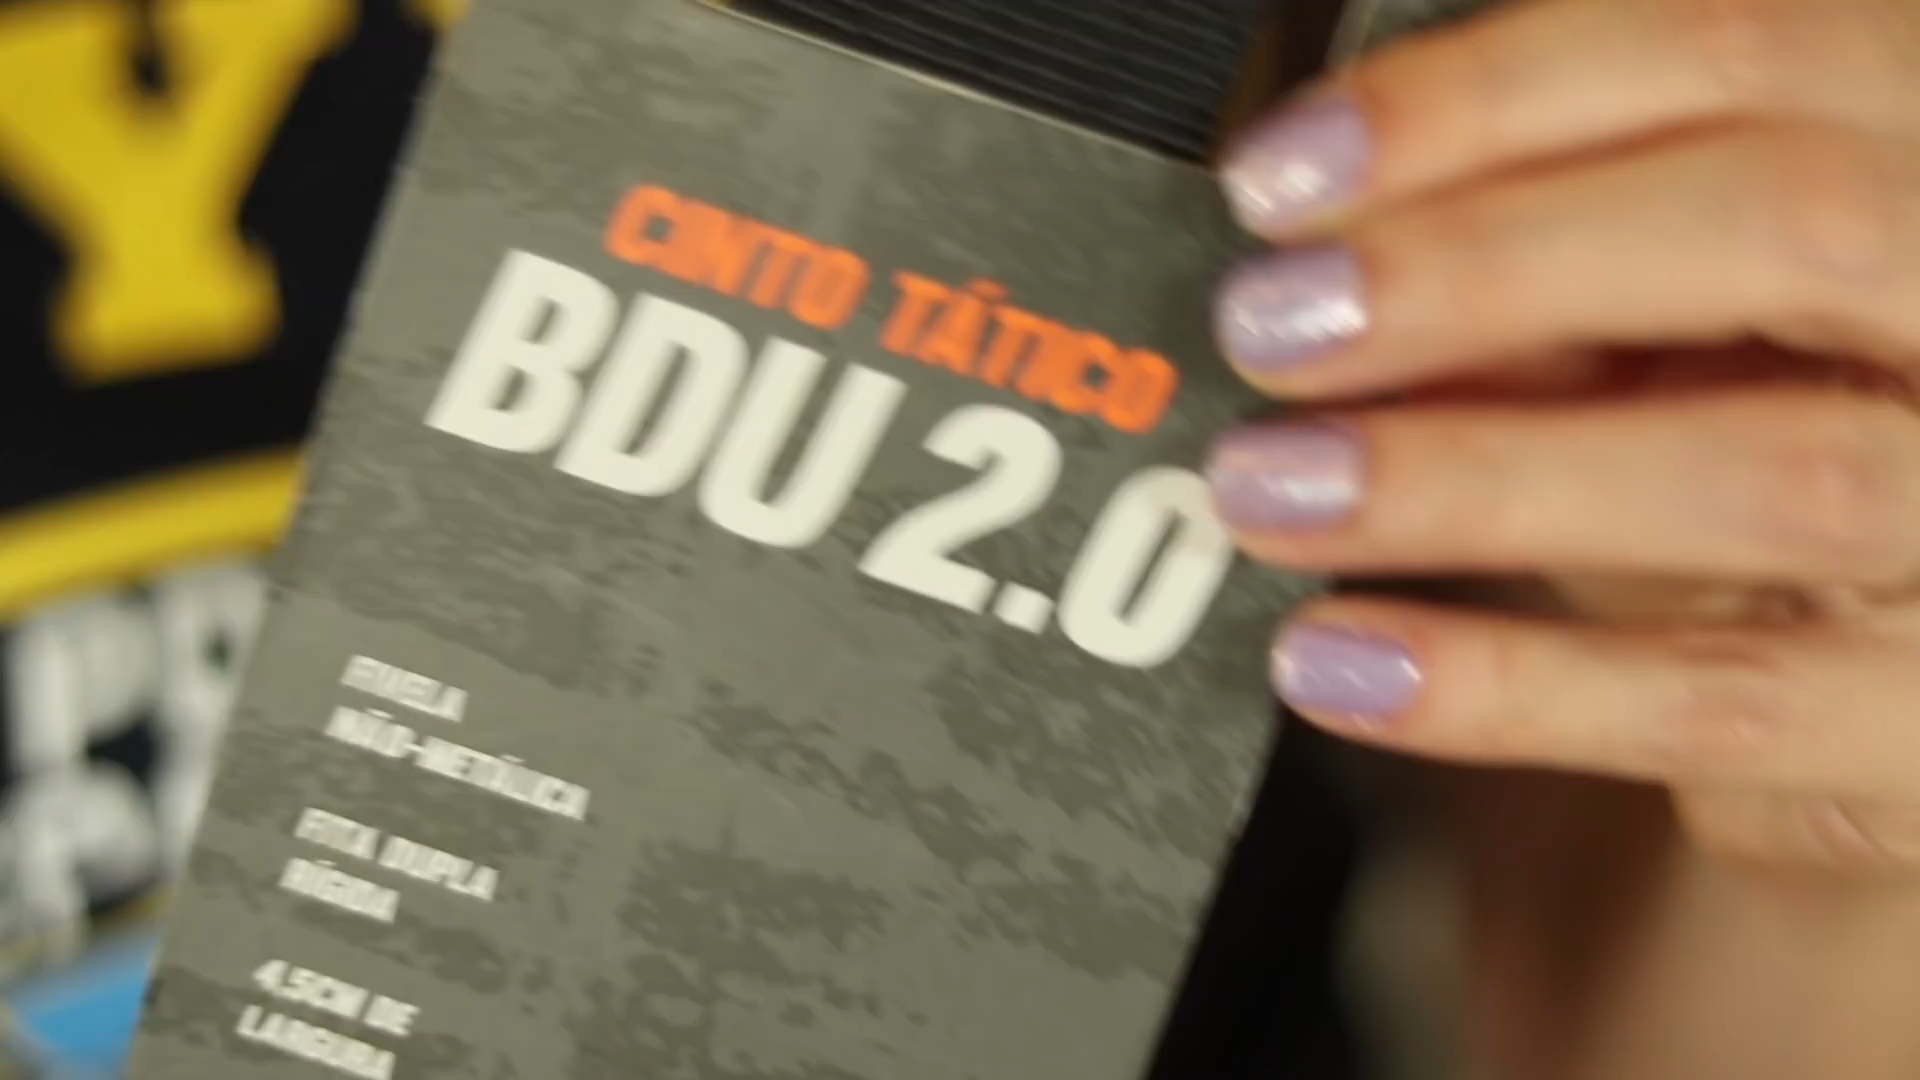 Y
CINTO TÁTICO
BDU 2.0
FIVELA
NÃO-METÁLICA
FITA DUPLA
RÍGIDA
4,5CM DE
LARGURA